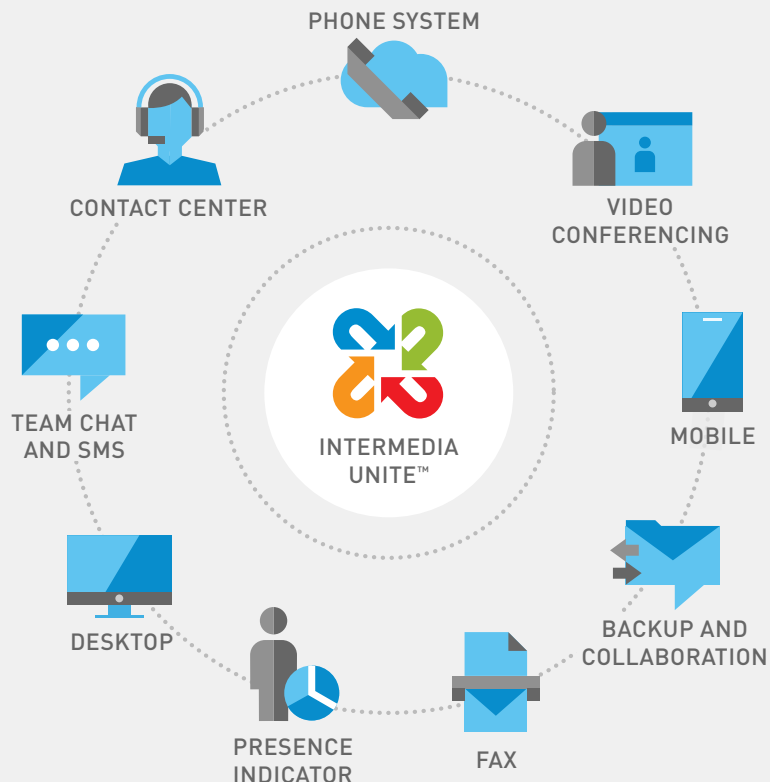 PHONE SYSTEM
CONTACT CENTER
VIDEO
CONFERENCING
INTERMEDIA
UNITE™
TEAM CHAT
AND SMS
MOBILE
DESKTOP
BACKUP AND
COLLABORATION
PRESENCE
INDICATOR
FAX